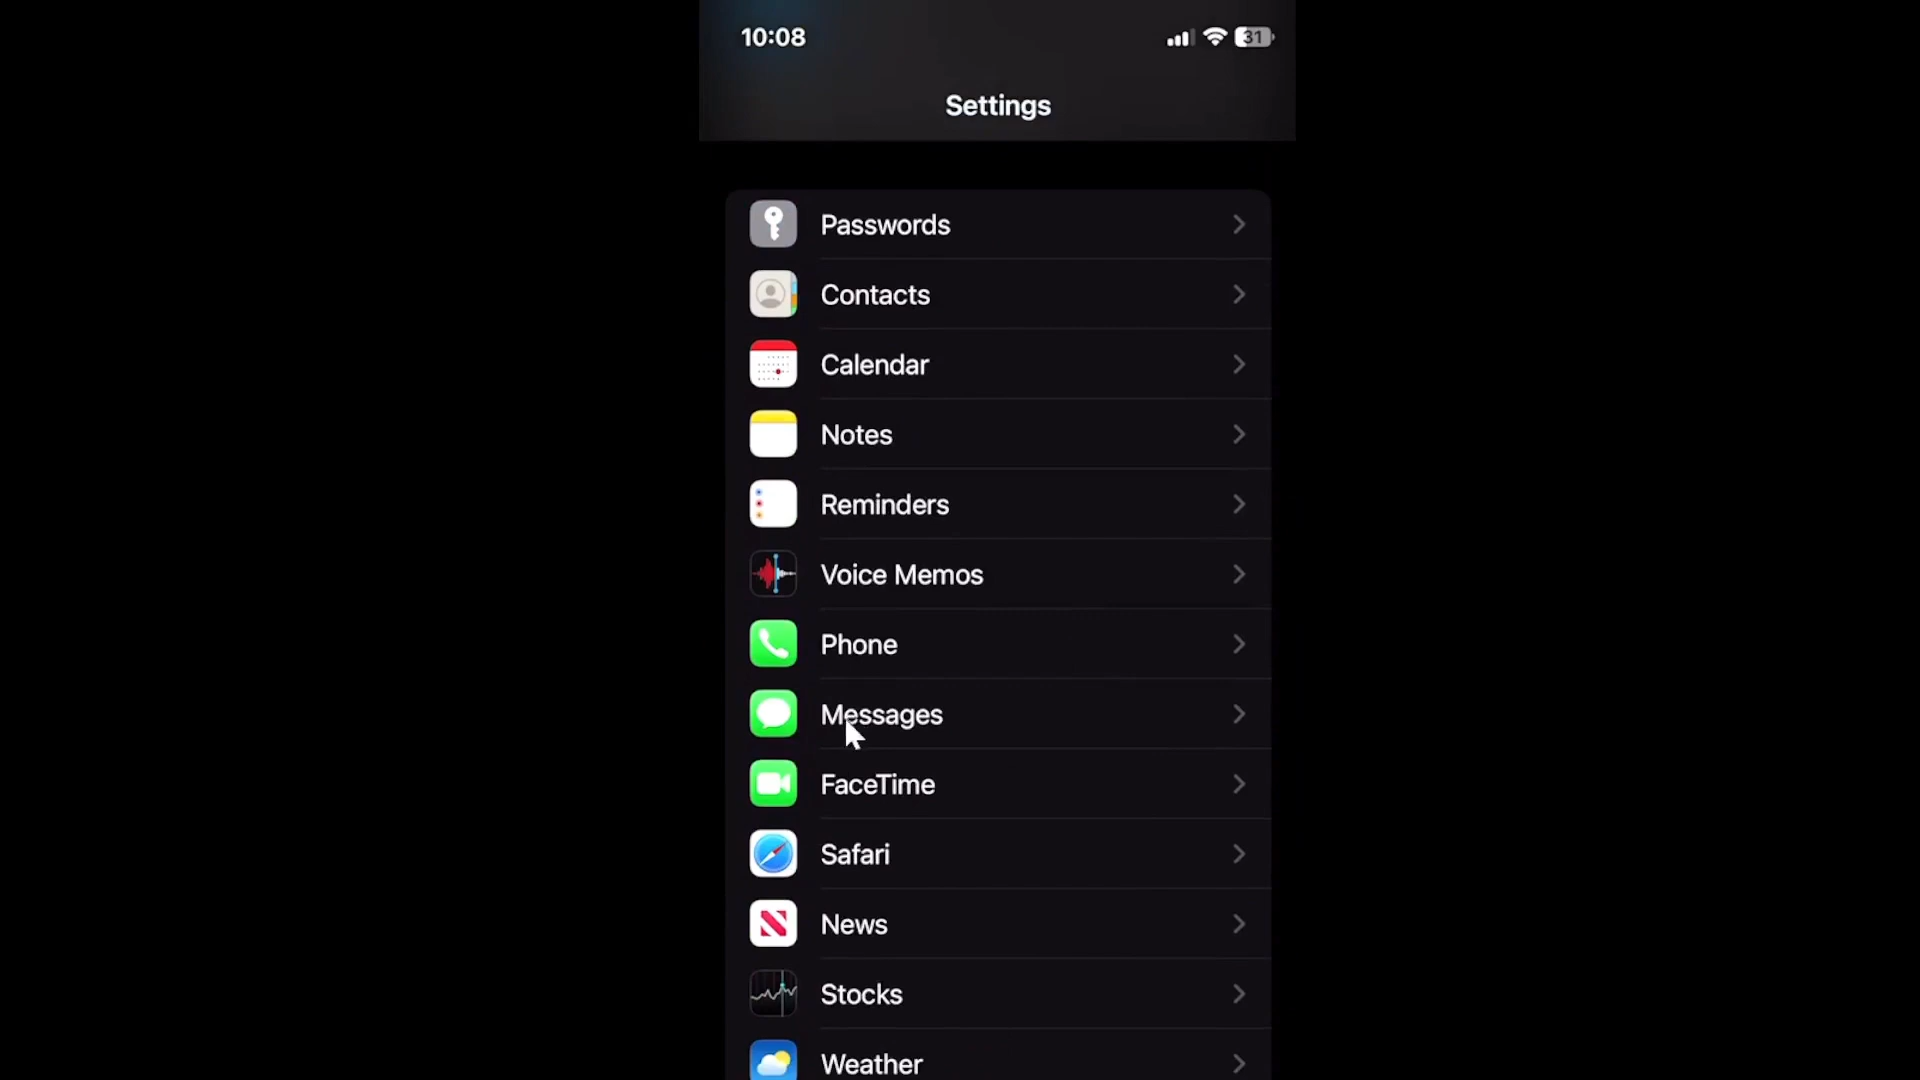 10:08
31
Settings
Passwords
Contacts
Calendar
Notes
Reminders
Voice Memos
Phone
Messages
FaceTime
Safari
News
Stocks
Weather